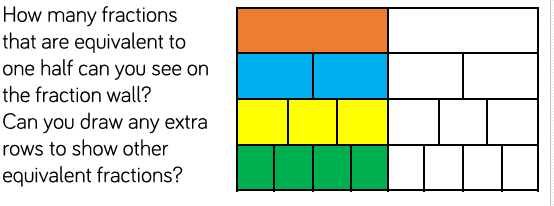 How many fractions
that are equivalent to
one half can you see on
the fraction wall?
Can you draw any extra
rows to show other
equivalent fractions?